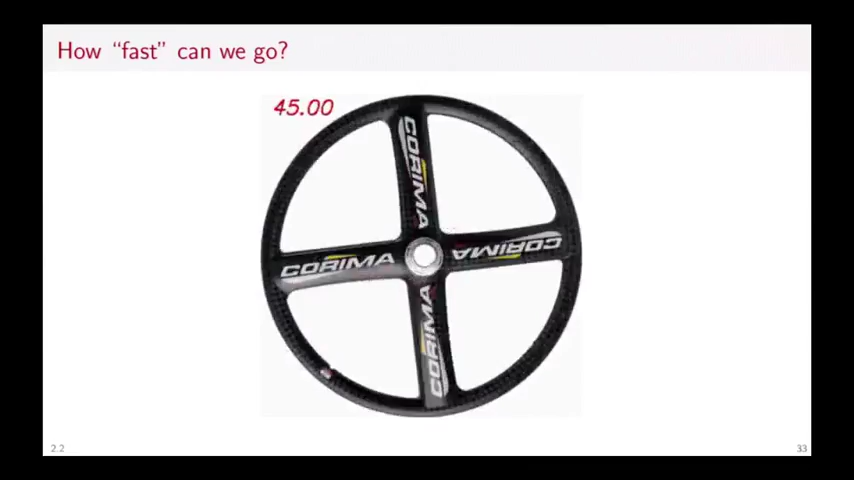 How “fast” can we go?
45.00
CORIMA
CORIMA
CORIMA
CORIMA
2.2
33